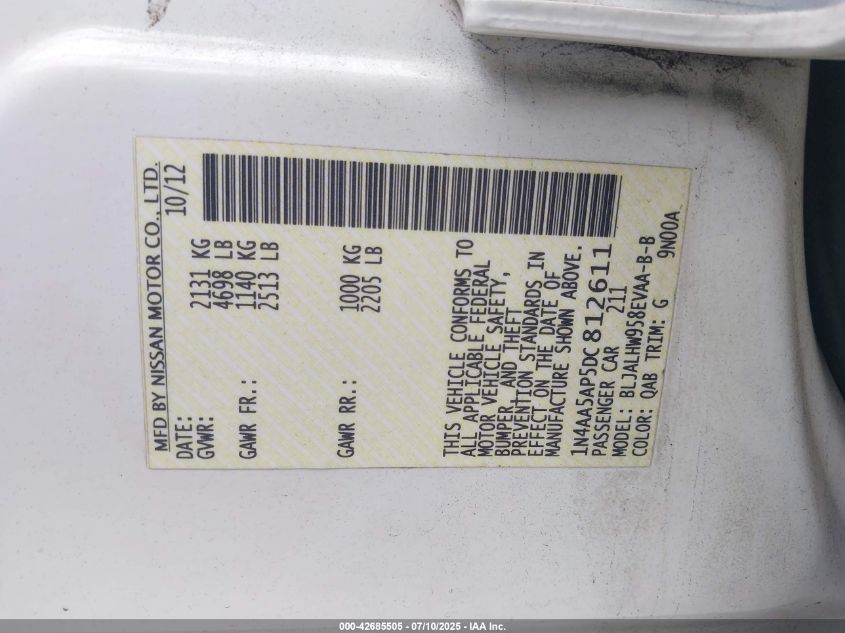 MFD BY NISSAN MOTOR CO., LTD.
DATE: 10/12
GVWR: 2131 KG
4698 LB
GAWR FR.: 1140 KG
2513 LB
GAWR RR.: 1000 KG
2205 LB
THIS VEHICLE CONFORMS TO
ALL APPLICABLE FEDERAL
MOTOR VEHICLE SAFETY,
BUMPER, AND THEFT
PREVENTION STANDARDS IN
EFFECT ON THE DATE OF
MANUFACTURE SHOWN ABOVE.
1N4AA5AP5DC812611
PASSENGER CAR 211
MODEL: BLJALHW958EVAA-B-B
COLOR: QAB TRIM: G 9N00A
000-42685505 - 07/10/2025 - IAA Inc.